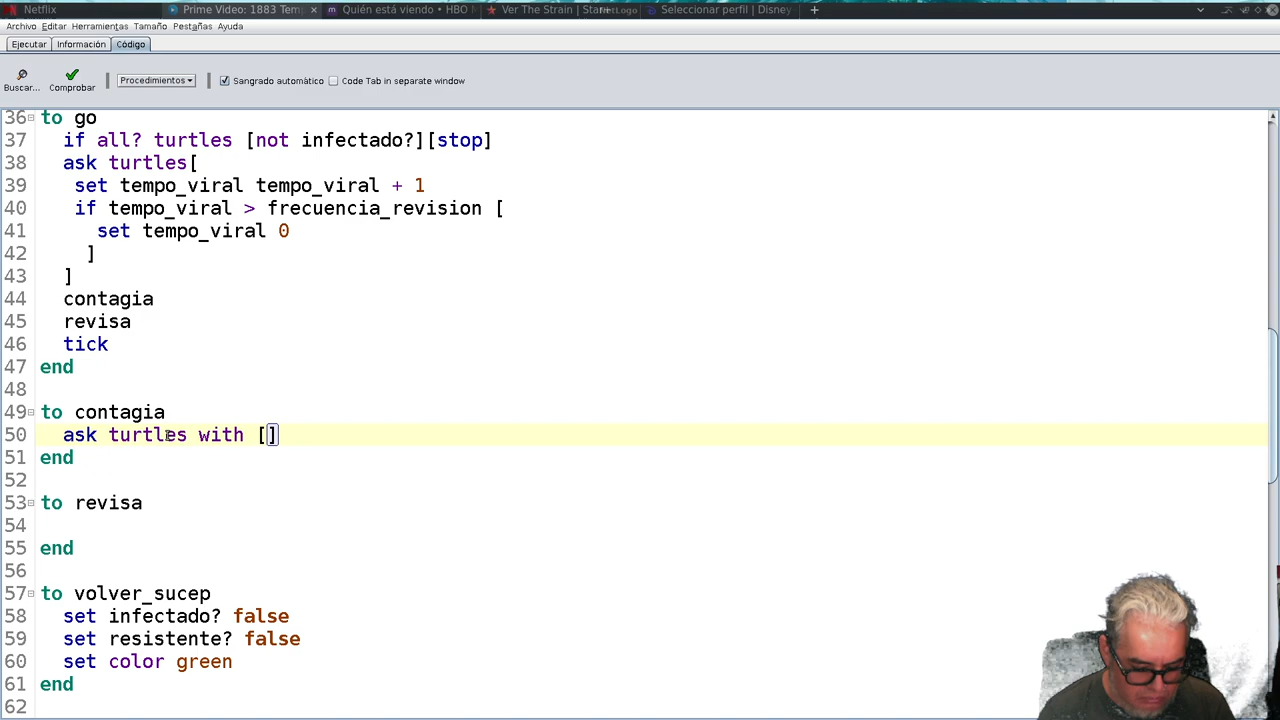 Netflix Prime Video: 1883 Tem × Quién está viendo • HBO Ver The Strain | Star+ NetLogo Seleccionar perfil | Disney +
Archivo Editar Herramientas Tamaño Pestañas Ayuda
Ejecutar Información Código
Buscar... Comprobar Procedimientos Sangrado automático Code Tab in separate window
36 to go
37 if all? turtles [not infectado?][stop]
38 ask turtles[
39 set tempo_viral tempo_viral + 1
40 if tempo_viral > frecuencia_revision [
41 set tempo_viral 0
42 ]
43 ]
44 contagia
45 revisa
46 tick
47 end
48
49 to contagia
50 ask turtles with []
51 end
52
53 to revisa
54
55 end
56
57 to volver_sucep
58 set infectado? false
59 set resistente? false
60 set color green
61 end
62